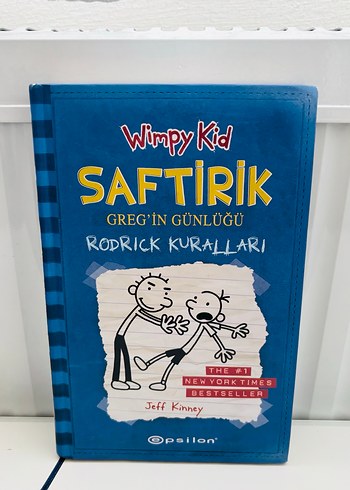 Wimpy Kid
SAFTİRİK
GREG'İN GÜNLÜĞÜ
RODRICK KURALLARI
THE #1
NEW YORK TIMES
BESTSELLER
Jeff Kinney
epsilon